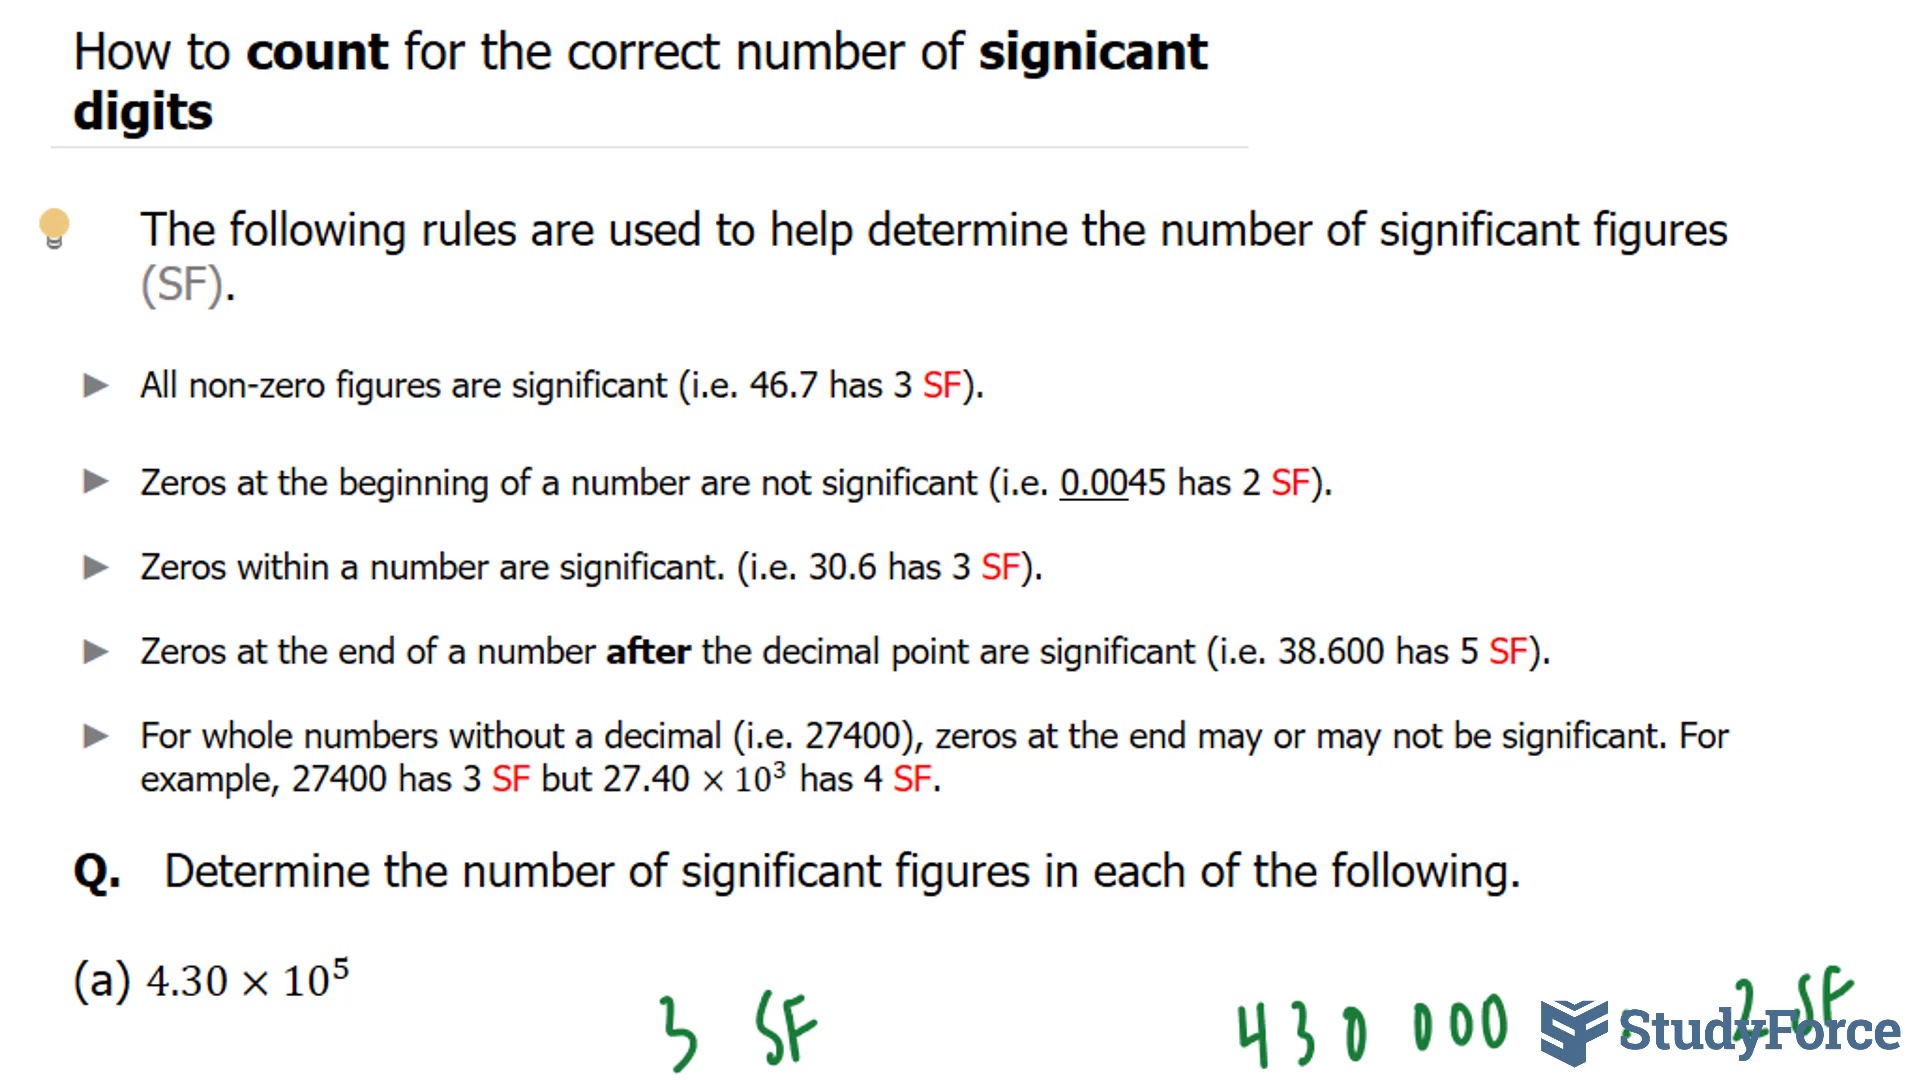 How to count for the correct number of signicant
digits
The following rules are used to help determine the number of significant figures
(SF).
▶ All non-zero figures are significant (i.e. 46.7 has 3 SF).
▶ Zeros at the beginning of a number are not significant (i.e. 0.0045 has 2 SF).
▶ Zeros within a number are significant. (i.e. 30.6 has 3 SF).
▶ Zeros at the end of a number after the decimal point are significant (i.e. 38.600 has 5 SF).
▶ For whole numbers without a decimal (i.e. 27400), zeros at the end may or may not be significant. For
example, 27400 has 3 SF but 27.40 × 10³ has 4 SF.
Q. Determine the number of significant figures in each of the following.
(a) 4.30 × 10⁵
3 SF 430 000 : 2 SF
StudyForce